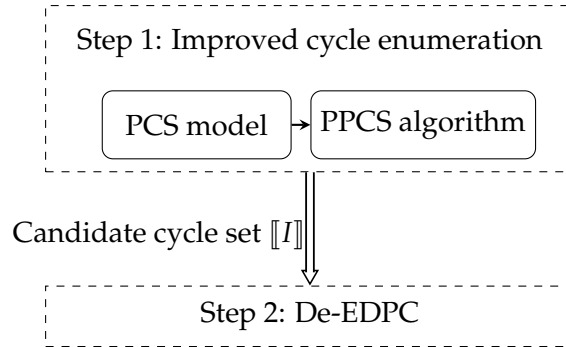 Step 1: Improved cycle enumeration
PCS model
PPCS algorithm
Candidate cycle set ⟦I⟧
Step 2: De-EDPC